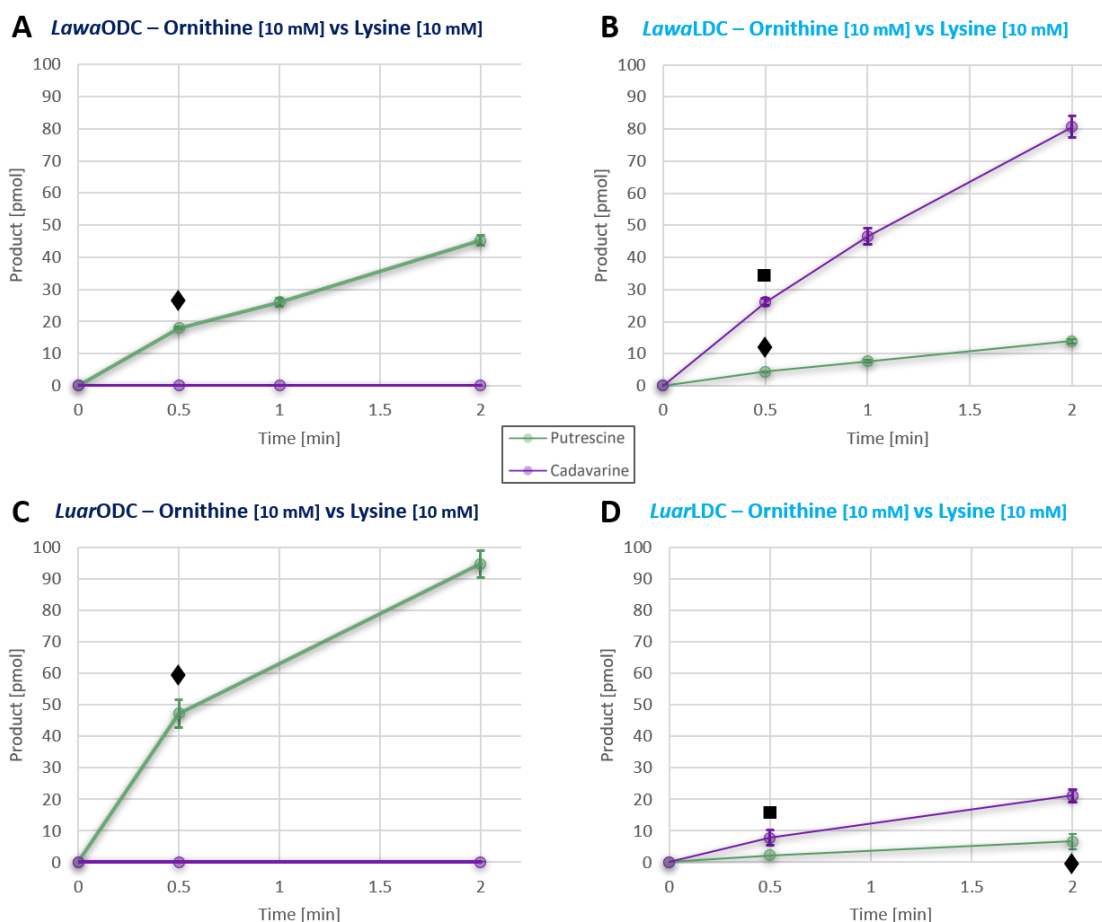 A LawaODC – Ornithine [10 mM] vs Lysine [10 mM]
100
90
80
70
60
50
40
30
20
10
0
Product [pmol]
0 0.5 1 1.5 2
Time [min]
B LawaLDC – Ornithine [10 mM] vs Lysine [10 mM]
100
90
80
70
60
50
40
30
20
10
0
Product [pmol]
0 0.5 1 1.5 2
Time [min]
Putrescine
Cadavarine
C LuarODC – Ornithine [10 mM] vs Lysine [10 mM]
100
90
80
70
60
50
40
30
20
10
0
Product [pmol]
0 0.5 1 1.5 2
Time [min]
D LuarLDC – Ornithine [10 mM] vs Lysine [10 mM]
100
90
80
70
60
50
40
30
20
10
0
Product [pmol]
0 0.5 1 1.5 2
Time [min]